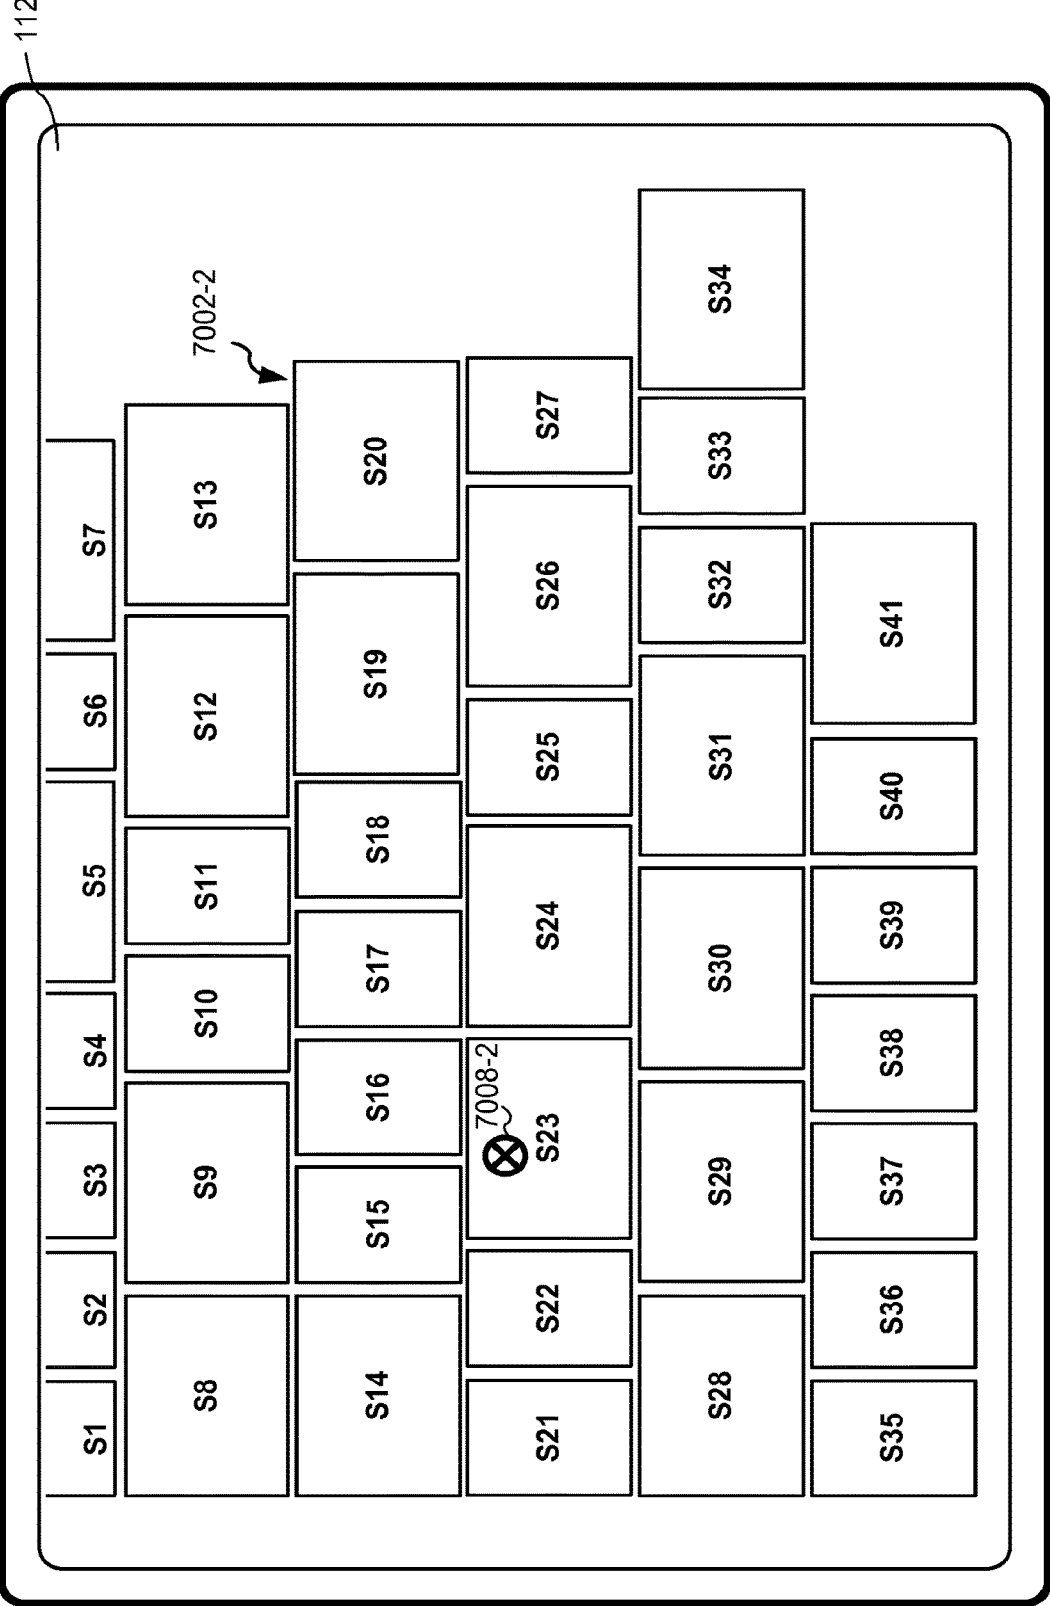 112
7002-2
S1 S2 S3 S4 S5 S6 S7
S8 S9 S10 S11 S12 S13
S14 S15 S16 S17 S18 S19 S20
7008-2
S21 S22 S23 S24 S25 S26 S27
S28 S29 S30 S31 S32 S33 S34
S35 S36 S37 S38 S39 S40 S41